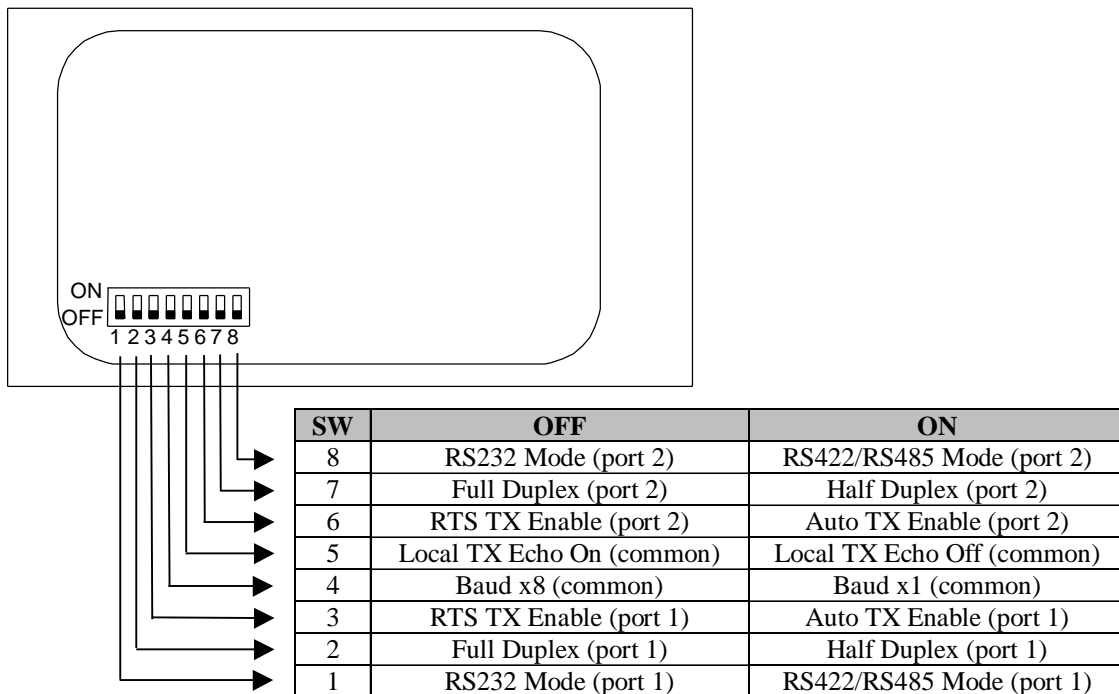 ON
OFF
1 2 3 4 5 6 7 8
SW OFF ON
8 RS232 Mode (port 2) RS422/RS485 Mode (port 2)
7 Full Duplex (port 2) Half Duplex (port 2)
6 RTS TX Enable (port 2) Auto TX Enable (port 2)
5 Local TX Echo On (common) Local TX Echo Off (common)
4 Baud x8 (common) Baud x1 (common)
3 RTS TX Enable (port 1) Auto TX Enable (port 1)
2 Full Duplex (port 1) Half Duplex (port 1)
1 RS232 Mode (port 1) RS422/RS485 Mode (port 1)